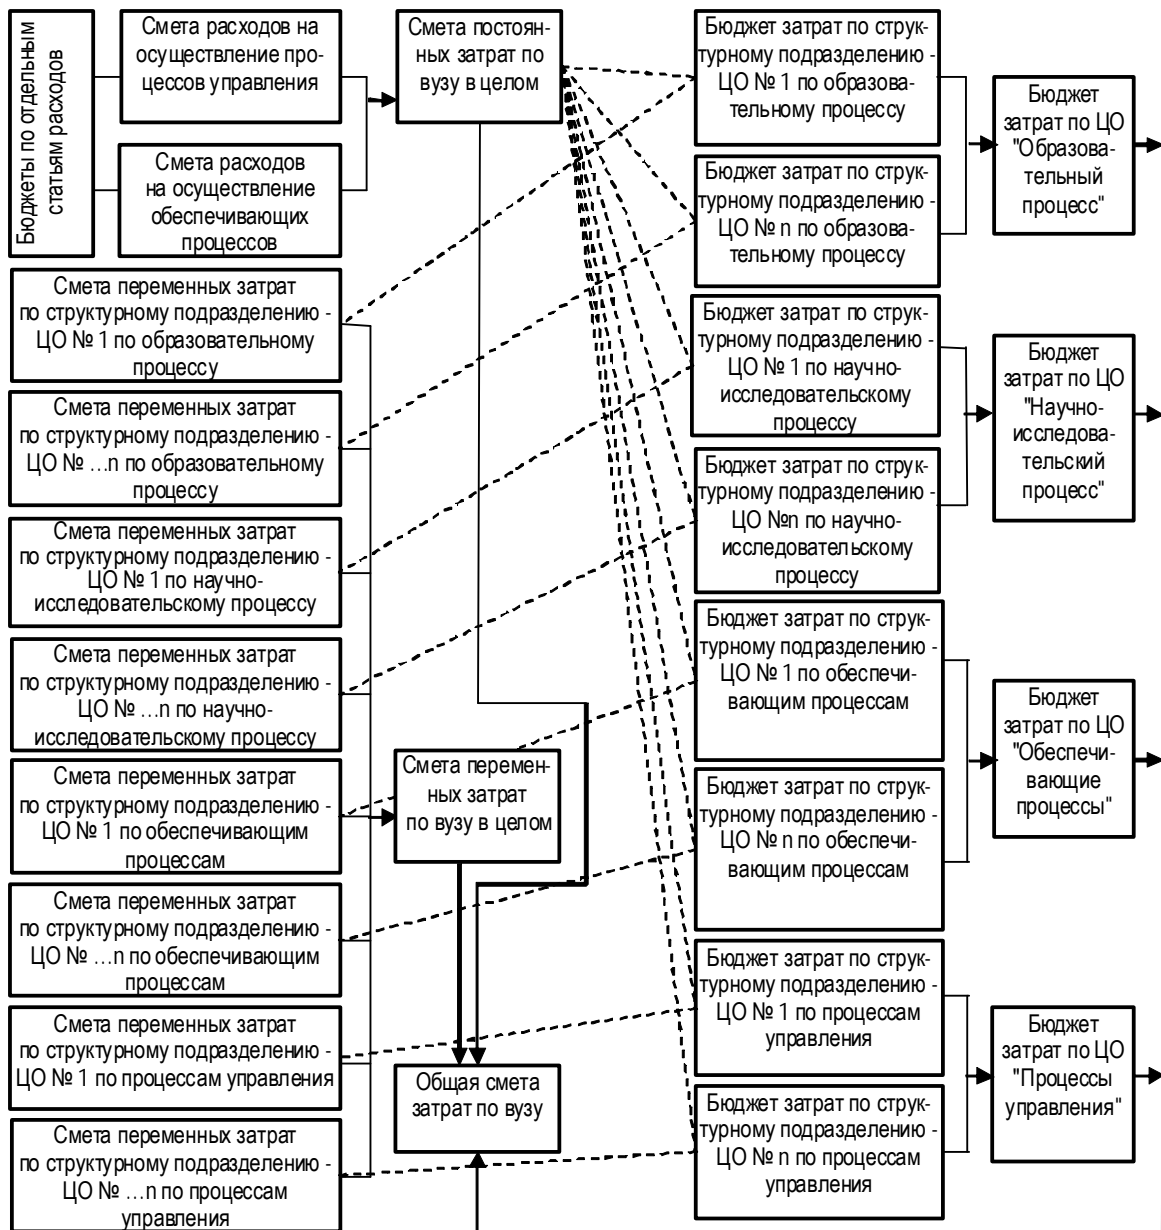 Бюджеты по отдельным
статьям расходов
Смета расходов на
осуществление про-
цессов управления
Смета расходов
на осуществление
обеспечивающих
процессов
Смета переменных затрат
по структурному подразделению -
ЦО № 1 по образовательному
процессу
Смета переменных затрат
по структурному подразделению -
ЦО № ...n по образовательному
процессу
Смета переменных затрат
по структурному подразделению -
ЦО № 1 по научно-
исследовательскому процессу
Смета переменных затрат
по структурному подразделению -
ЦО № ...n по научно-
исследовательскому процессу
Смета переменных затрат
по структурному подразделению -
ЦО № 1 по обеспечивающим
процессам
Смета переменных затрат
по структурному подразделению -
ЦО № ...n по обеспечивающим
процессам
Смета переменных затрат
по структурному подразделению -
ЦО № 1 по процессам управления
Смета переменных затрат
по структурному подразделению -
ЦО № ...n по процессам
управления
Смета постоян-
ных затрат по
вузу в целом
Смета перемен-
ных затрат
по вузу в целом
Общая смета
затрат по вузу
Бюджет затрат по струк-
турному подразделению -
ЦО № 1 по образова-
тельному процессу
Бюджет затрат по струк-
турному подразделению -
ЦО № n по образова-
тельному процессу
Бюджет затрат по струк-
турному подразделению -
ЦО № 1 по научно-
исследовательскому
процессу
Бюджет затрат по струк-
турному подразделению -
ЦО №n по научно-
исследовательскому
процессу
Бюджет затрат по струк-
турному подразделению -
ЦО № 1 по обеспечи-
вающим процессам
Бюджет затрат по струк-
турному подразделению -
ЦО № n по обеспечи-
вающим процессам
Бюджет затрат по струк-
турному подразделению -
ЦО № 1 по процессам
управления
Бюджет затрат по струк-
турному подразделению -
ЦО № n по процессам
управления
Бюджет
затрат по ЦО
"Образова-
тельный
процесс"
Бюджет
затрат по ЦО
"Научно-
исследова-
тельский
процесс"
Бюджет
затрат по ЦО
"Обеспечи-
вающие
процессы"
Бюджет
затрат по ЦО
"Процессы
управления"